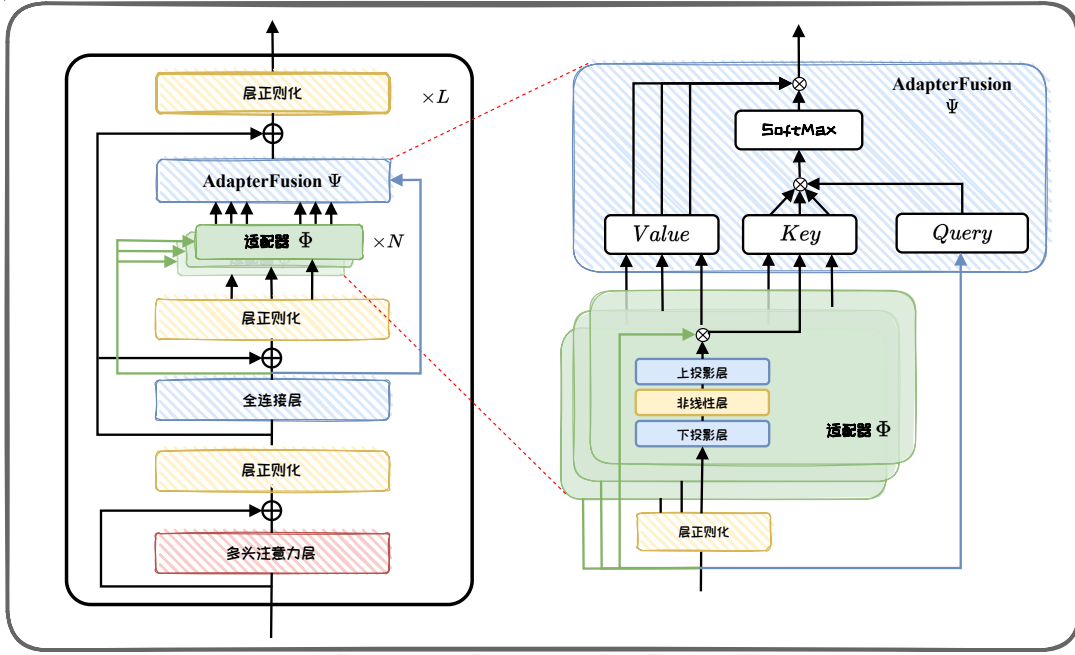 层正则化
×L
AdapterFusion Ψ
适配器 Φ
×N
层正则化
全连接层
层正则化
多头注意力层
AdapterFusion
Ψ
SoftMax
Value
Key
Query
上投影层
非线性层
下投影层
适配器 Φ
层正则化